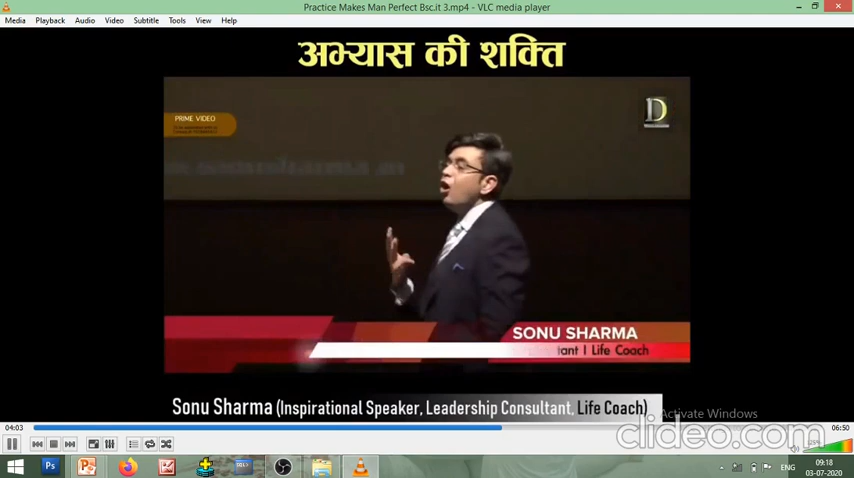 Practice Makes Man Perfect Bsc.it 3.mp4 - VLC media player
Media Playback Audio Video Subtitle Tools View Help
अभ्यास की शक्ति
PRIME VIDEO
D
SONU SHARMA
tant I Life Coach
Sonu Sharma (Inspirational Speaker, Leadership Consultant, Life Coach)
Activate Windows
clideo.com
04:03
06:50
Ps
ENG
09:18
03-07-2020